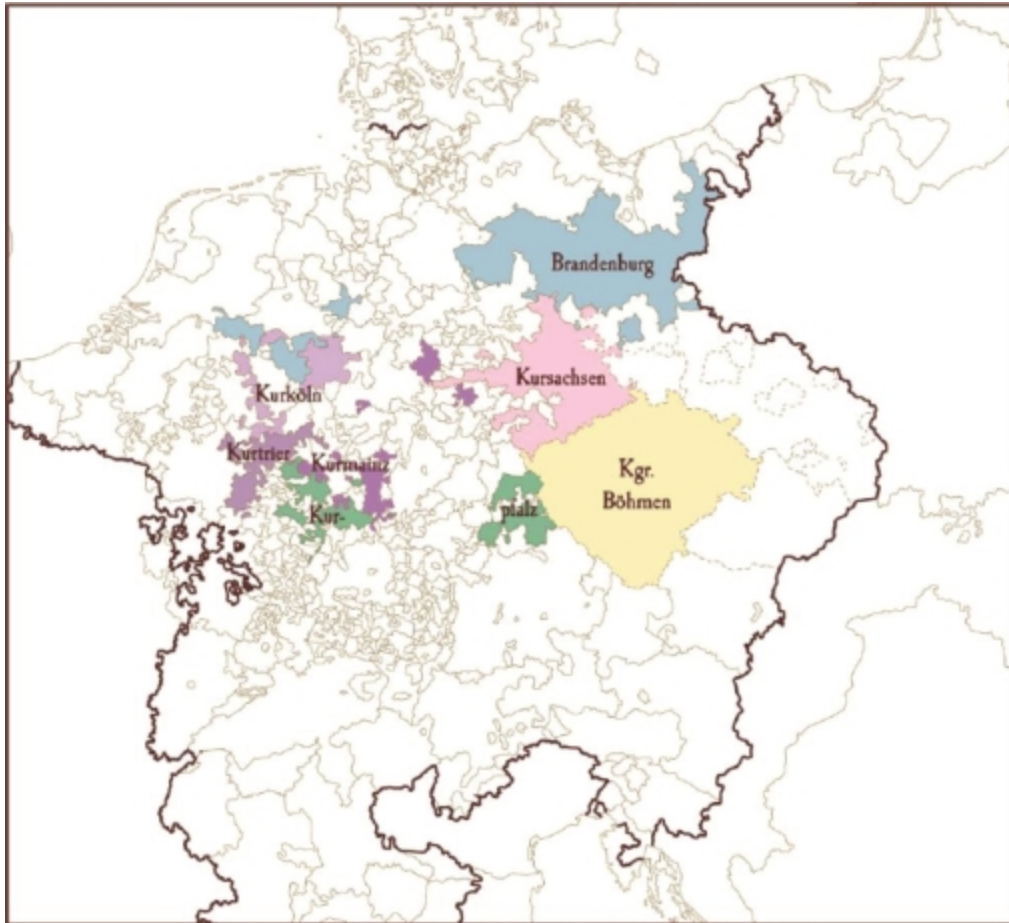 Brandenburg
Kursachsen
Kurköln
Kurtrier
Kurmainz
Kgr.
Böhmen
Kur-
pfalz